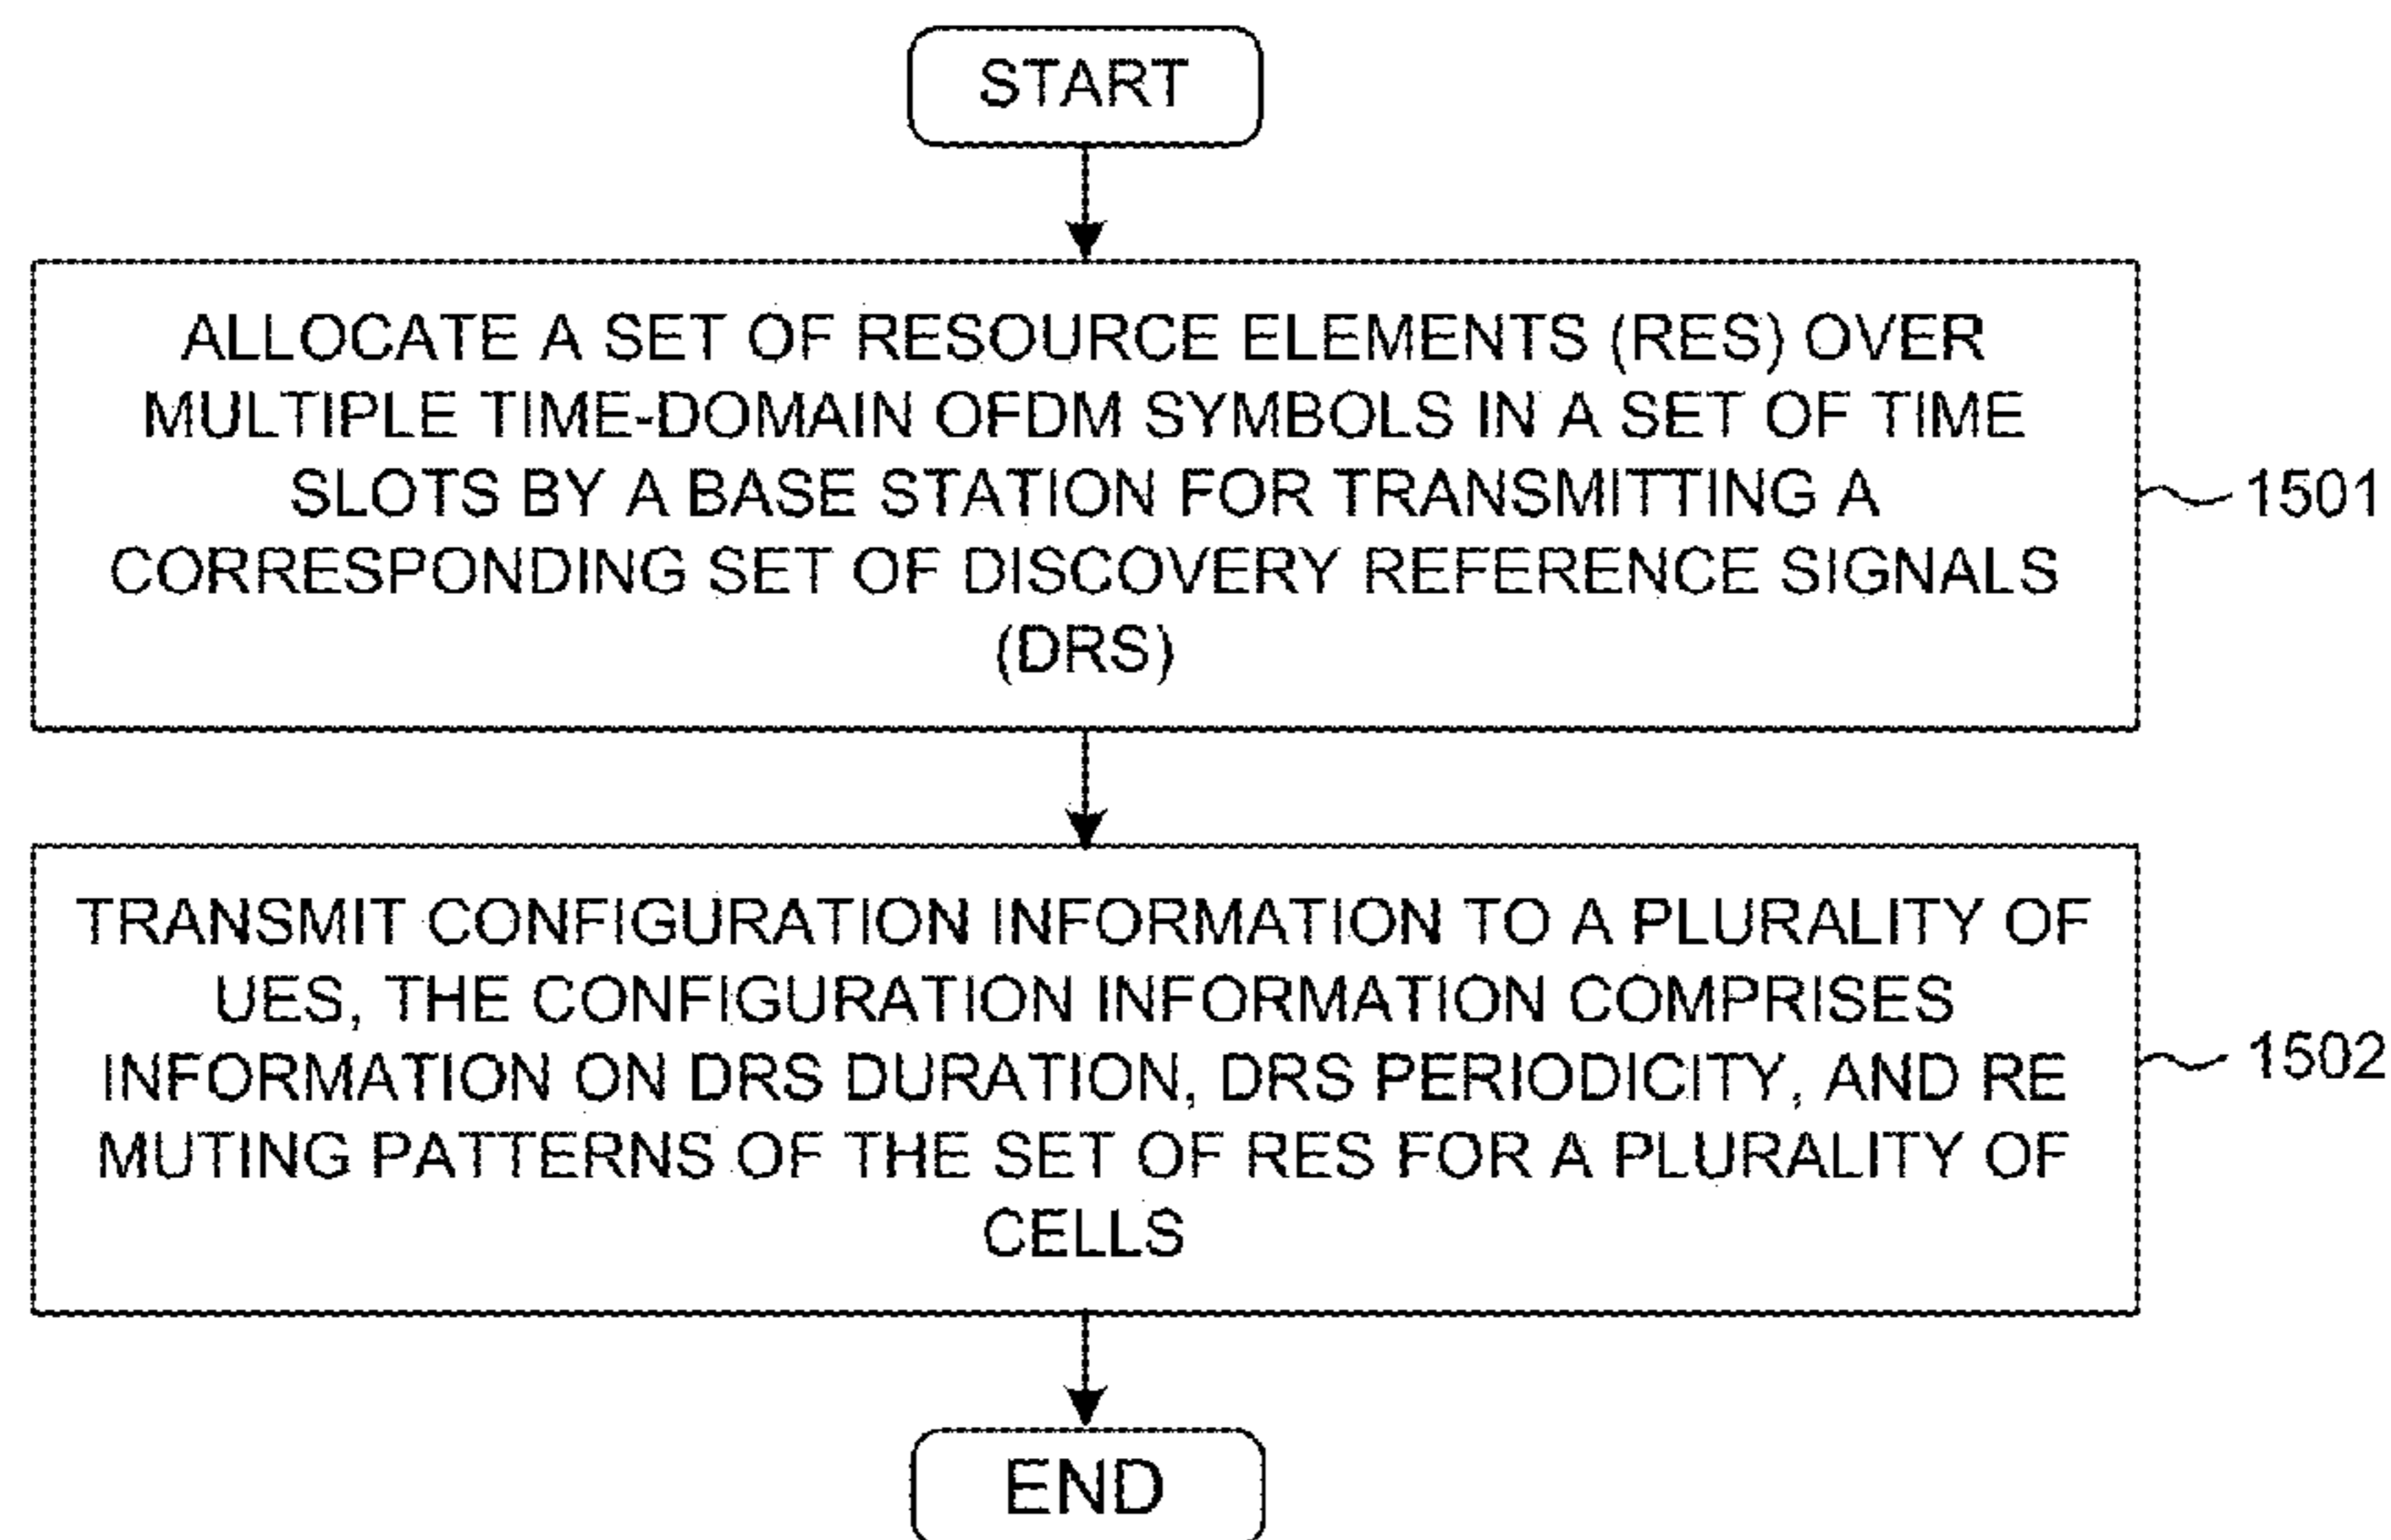 START
ALLOCATE A SET OF RESOURCE ELEMENTS (RES) OVER
MULTIPLE TIME-DOMAIN OFDM SYMBOLS IN A SET OF TIME
SLOTS BY A BASE STATION FOR TRANSMITTING A
CORRESPONDING SET OF DISCOVERY REFERENCE SIGNALS
(DRS)
1501
TRANSMIT CONFIGURATION INFORMATION TO A PLURALITY OF
UES, THE CONFIGURATION INFORMATION COMPRISES
INFORMATION ON DRS DURATION, DRS PERIODICITY, AND RE
MUTING PATTERNS OF THE SET OF RES FOR A PLURALITY OF
CELLS
1502
END